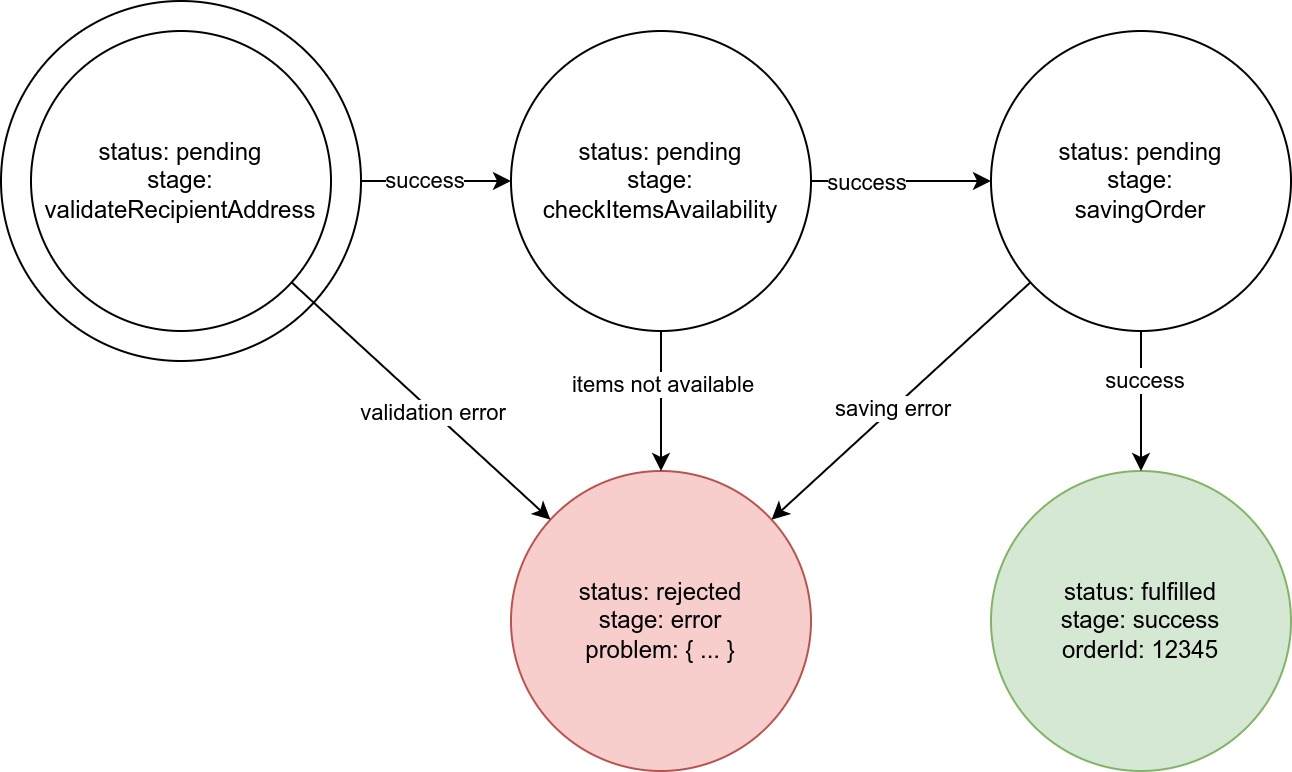 status: pending
stage:
validateRecipientAddress
success
status: pending
stage:
checkItemsAvailability
success
status: pending
stage:
savingOrder
validation error
items not available
saving error
success
status: rejected
stage: error
problem: { ... }
status: fulfilled
stage: success
orderId: 12345